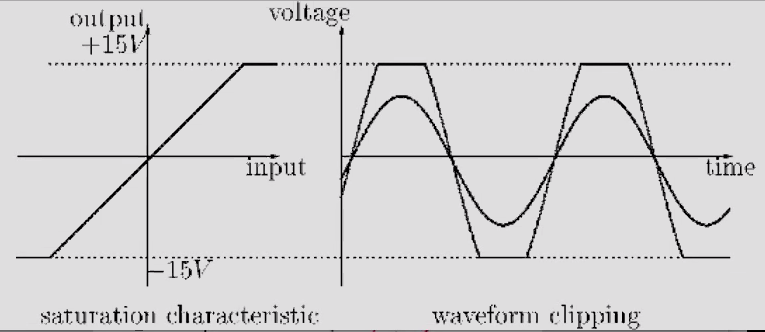 output
+15V
voltage
input
time
−15V
saturation characteristic
waveform clipping